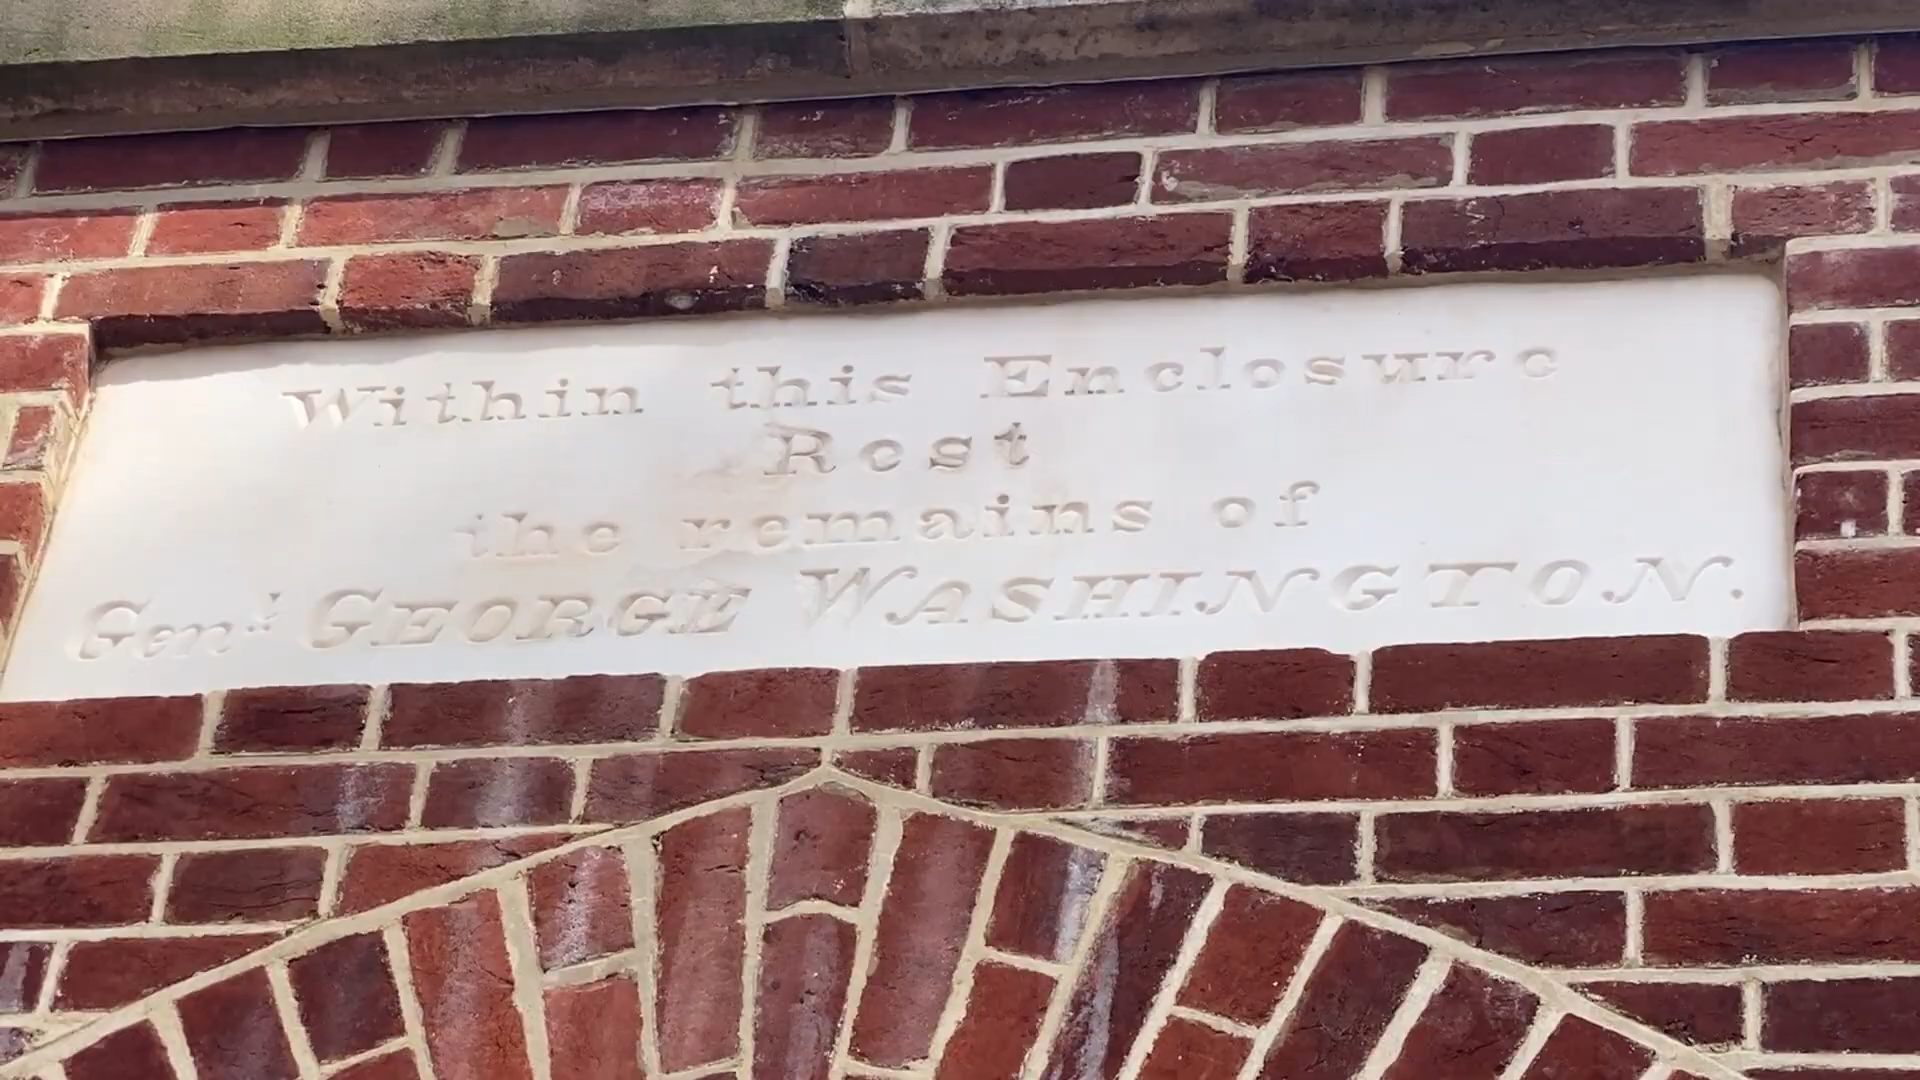 Within this Enclosure
Rest
the remains of
Genl. GEORGE WASHINGTON.